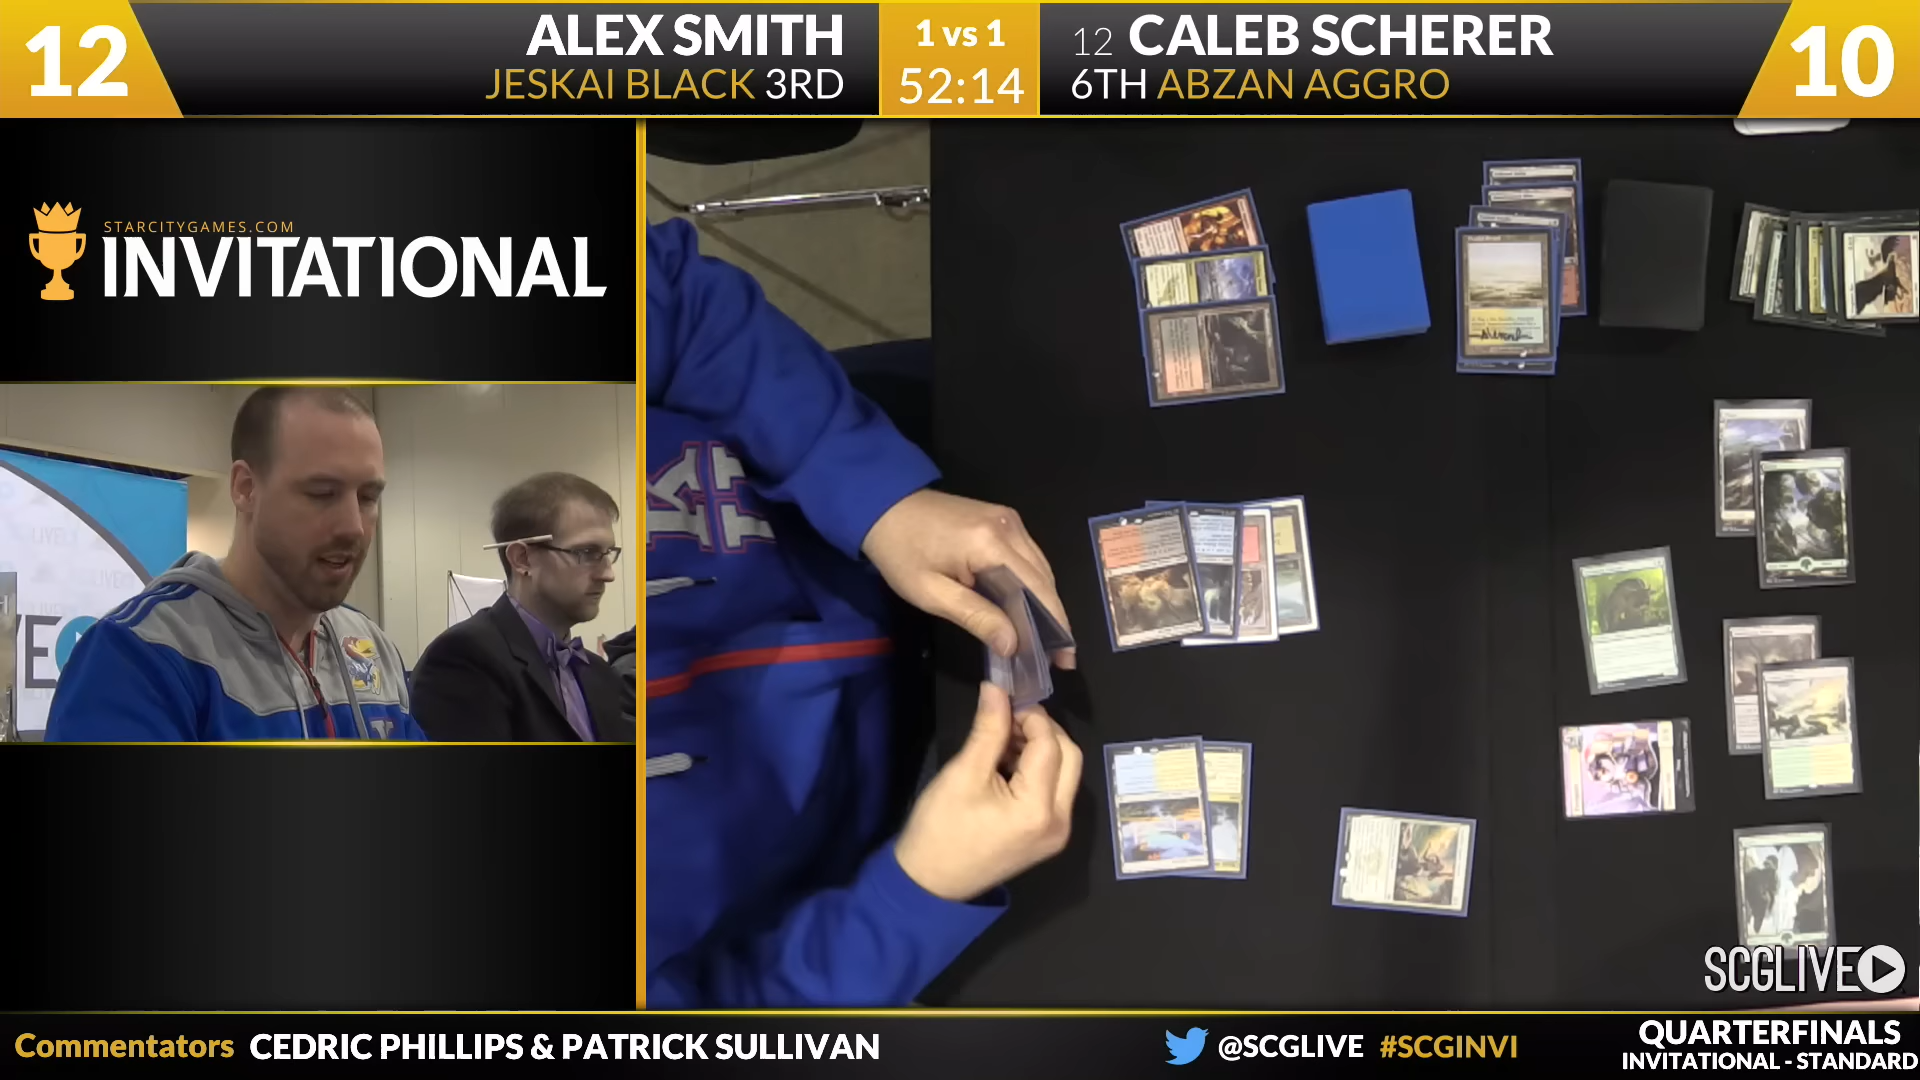 12
ALEX SMITH
JESKAI BLACK 3RD
1 vs 1
52:14
12 CALEB SCHERER
6TH ABZAN AGGRO
10
STARCITYGAMES.COM
INVITATIONAL
SCGLIVE
Commentators CEDRIC PHILLIPS & PATRICK SULLIVAN
@SCGLIVE #SCGINVI
QUARTERFINALS
INVITATIONAL - STANDARD